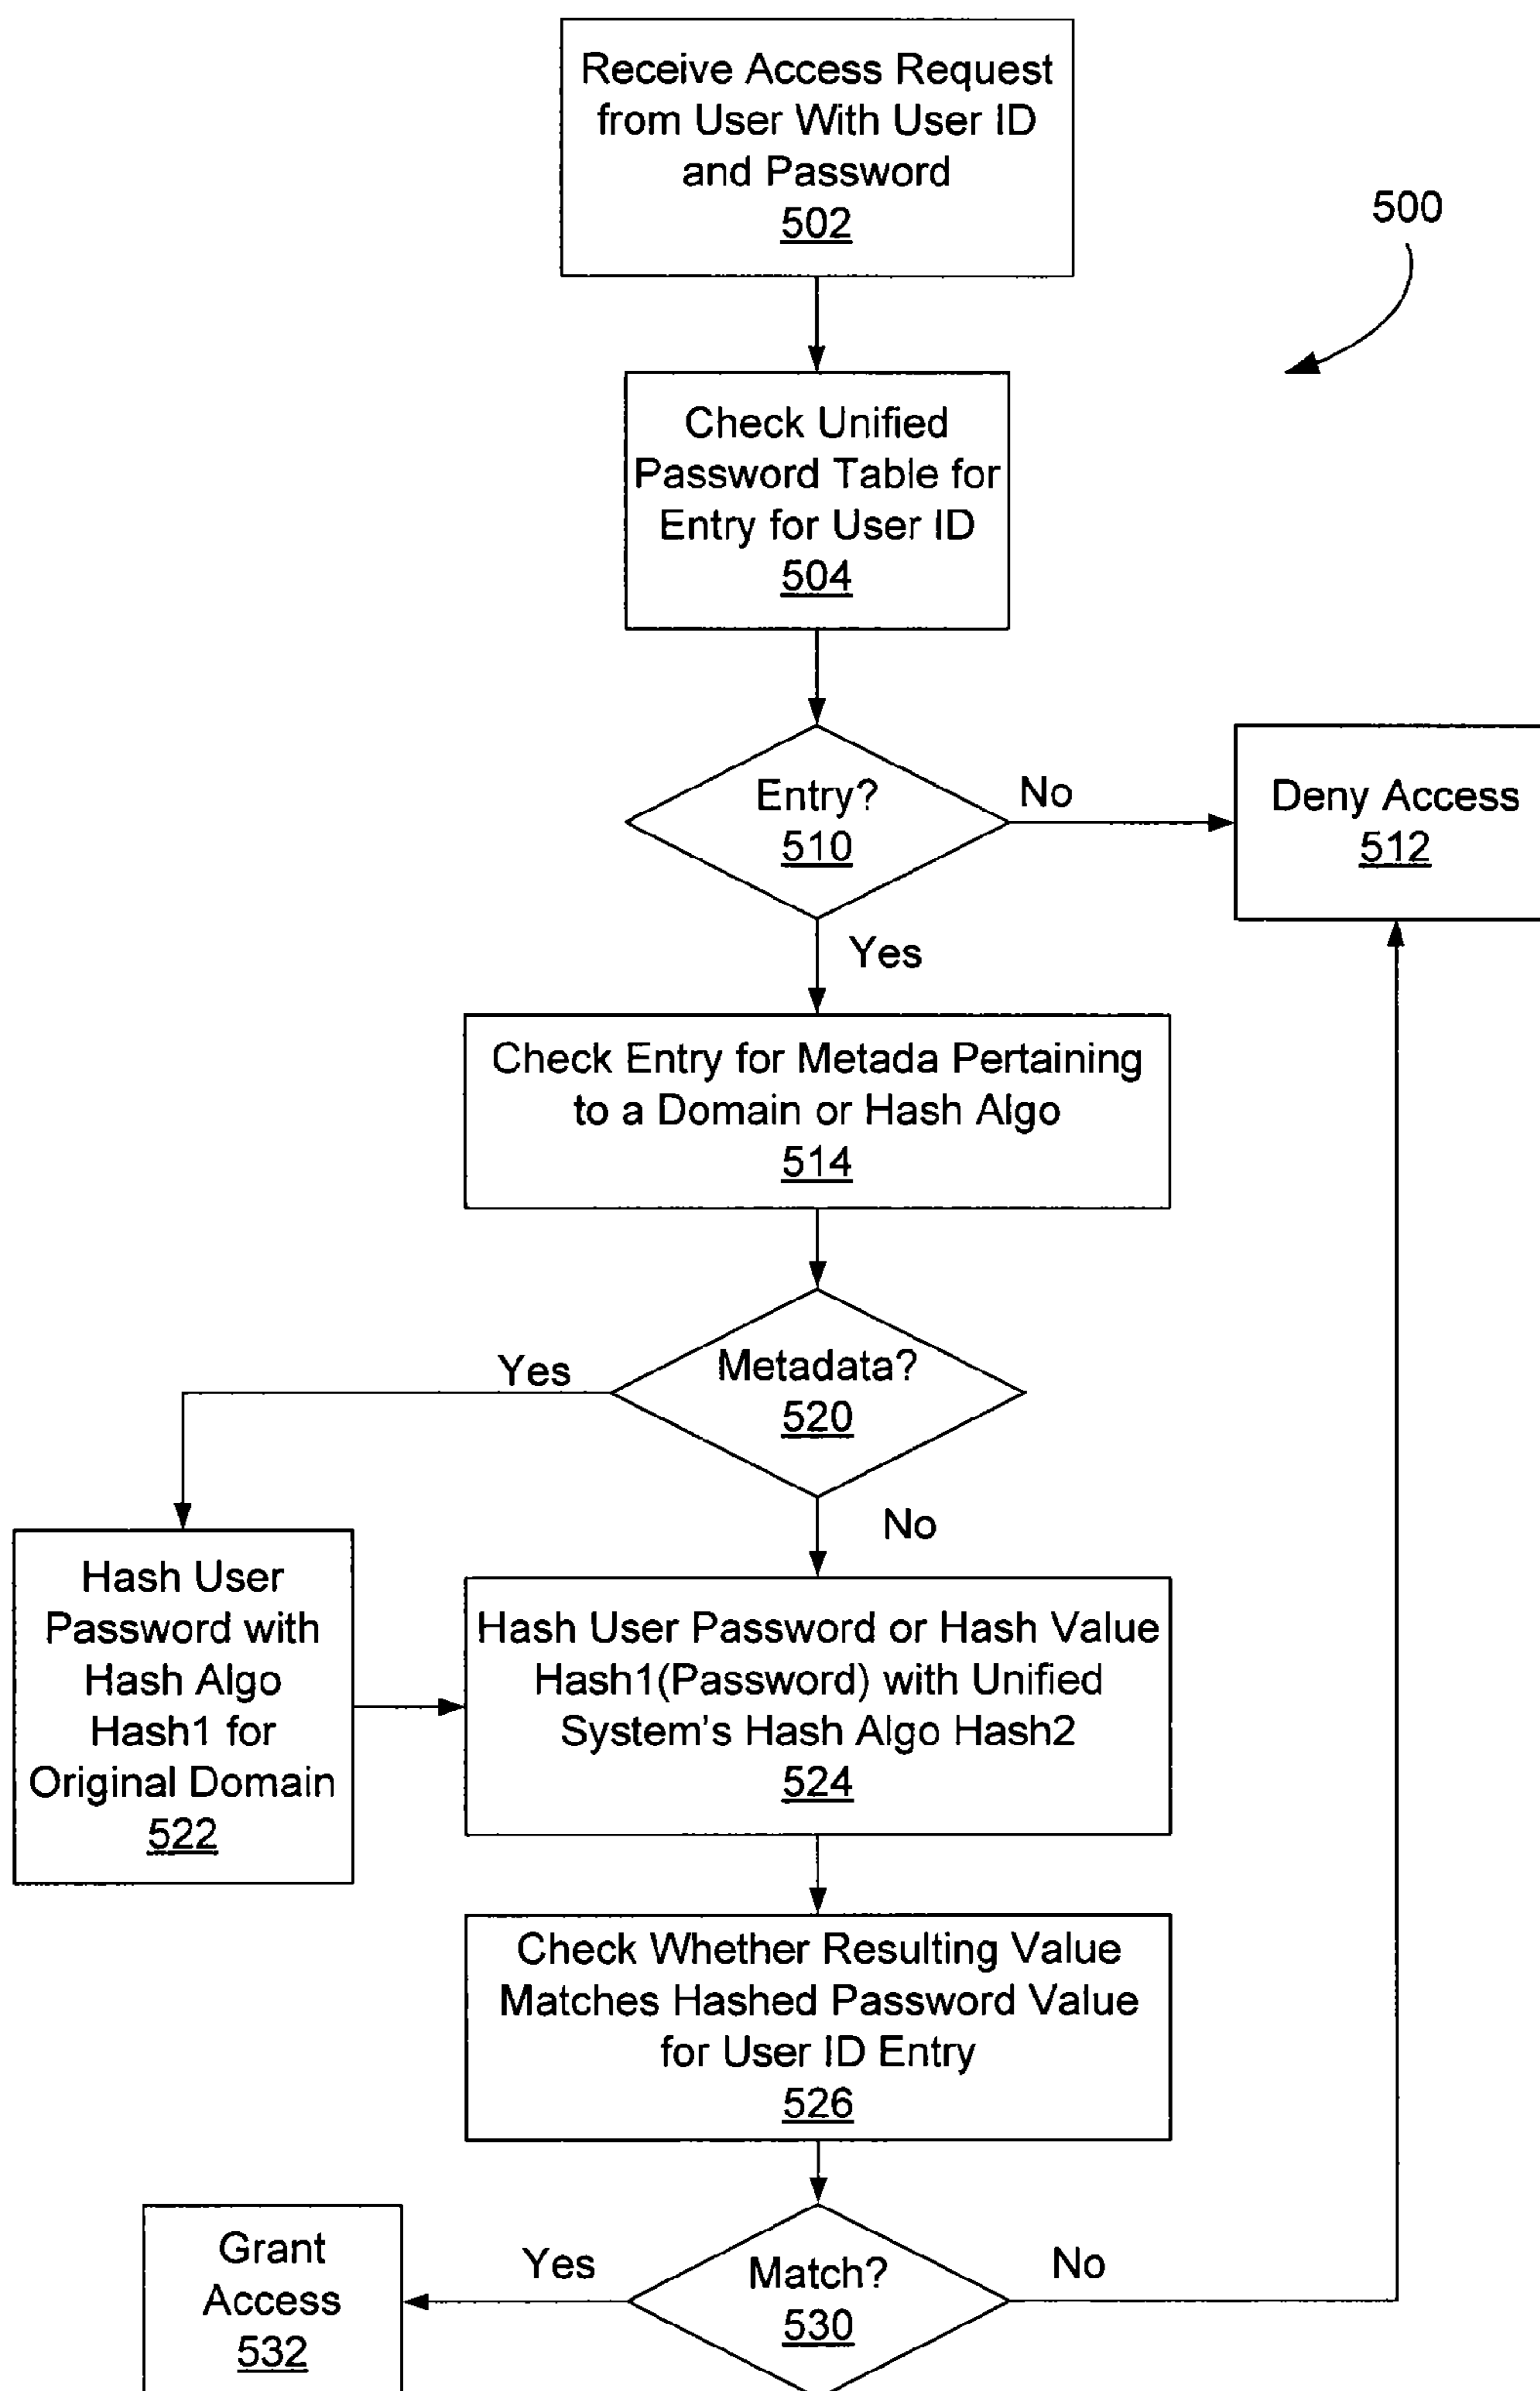 Receive Access Request
from User With User ID
and Password
502
500
Check Unified
Password Table for
Entry for User ID
504
Entry?
510
No
Deny Access
512
Yes
Check Entry for Metada Pertaining
to a Domain or Hash Algo
514
Metadata?
520
Yes
No
Hash User
Password with
Hash Algo
Hash1 for
Original Domain
522
Hash User Password or Hash Value
Hash1(Password) with Unified
System's Hash Algo Hash2
524
Check Whether Resulting Value
Matches Hashed Password Value
for User ID Entry
526
Match?
530
Yes
No
Grant
Access
532